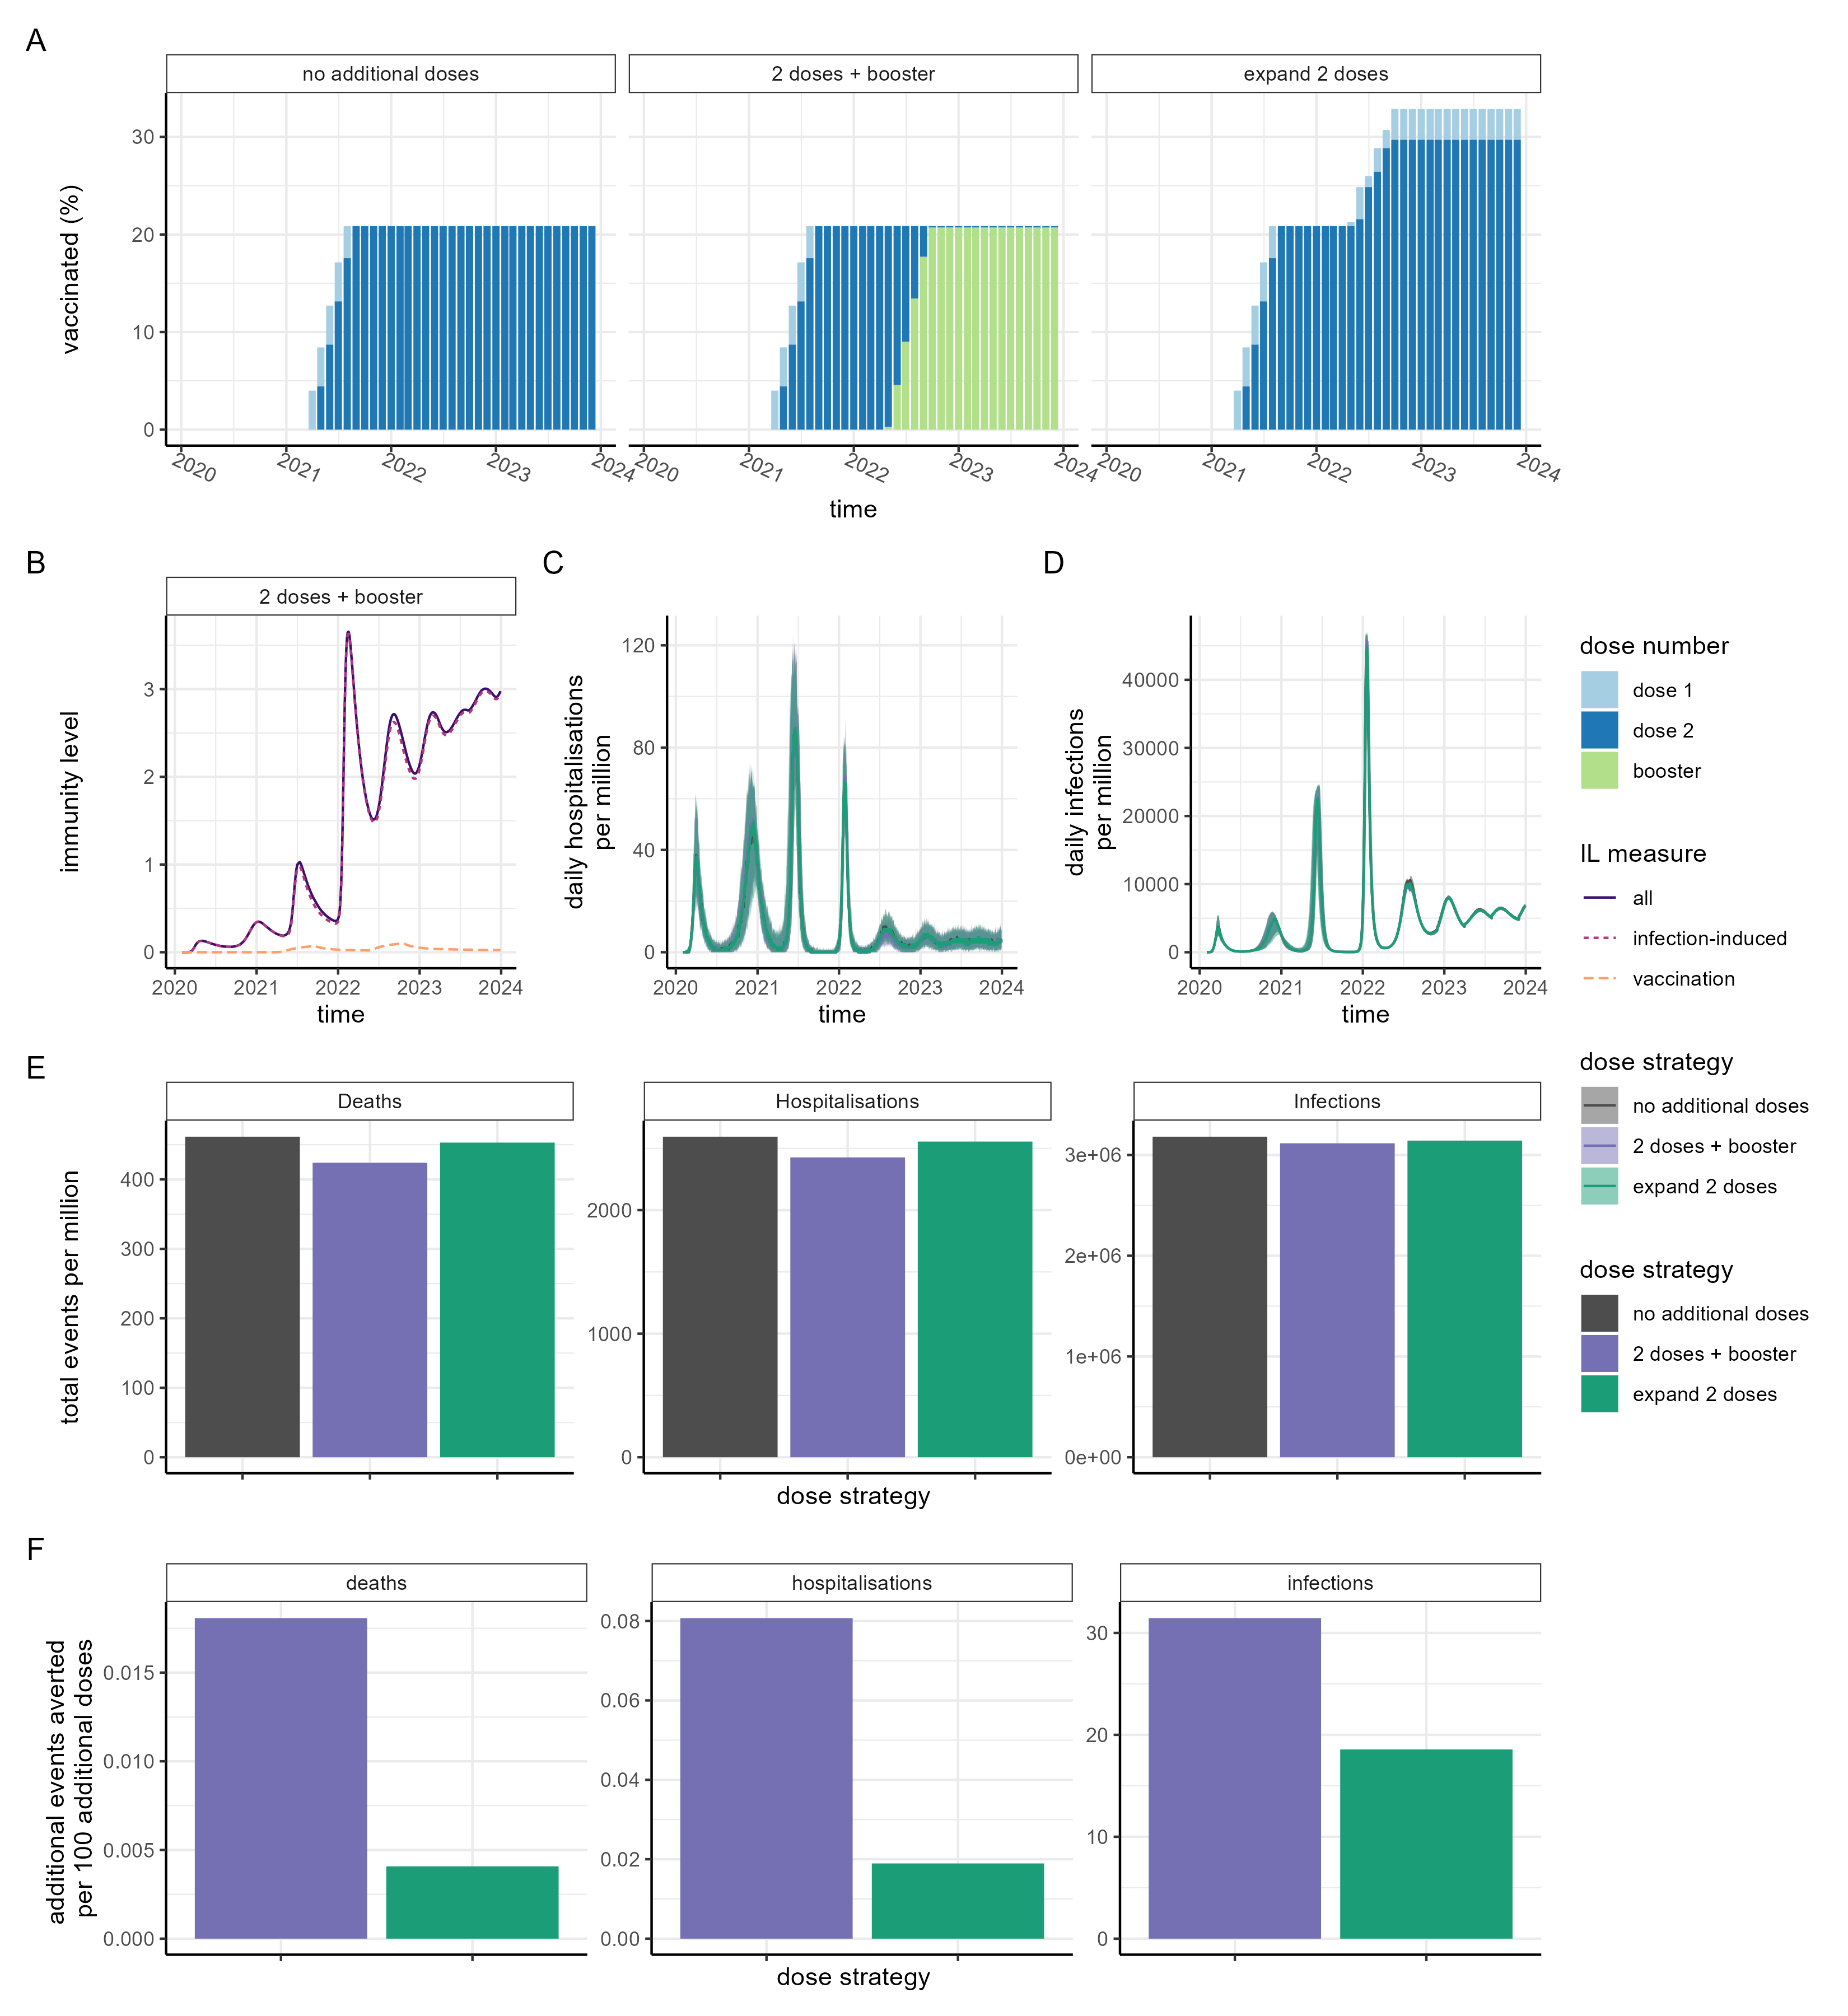 A
no additional doses
2 doses + booster
expand 2 doses
vaccinated (%)
30
20
10
0
2020
2021
2022
2023
2024
2020
2021
2022
2023
2024
2020
2021
2022
2023
2024
time
B
2 doses + booster
immunity level
3
2
1
0
2020
2021
2022
2023
2024
time
C
daily hospitalisations
per million
120
80
40
0
2020
2021
2022
2023
2024
time
D
daily infections
per million
40000
30000
20000
10000
0
2020
2021
2022
2023
2024
time
dose number
dose 1
dose 2
booster
IL measure
all
infection-induced
vaccination
dose strategy
no additional doses
2 doses + booster
expand 2 doses
dose strategy
no additional doses
2 doses + booster
expand 2 doses
E
total events per million
Deaths
400
300
200
100
0
Hospitalisations
2000
1000
0
Infections
3e+06
2e+06
1e+06
0e+00
dose strategy
F
additional events averted
per 100 additional doses
deaths
0.015
0.010
0.005
0.000
hospitalisations
0.08
0.06
0.04
0.02
0.00
infections
30
20
10
0
dose strategy